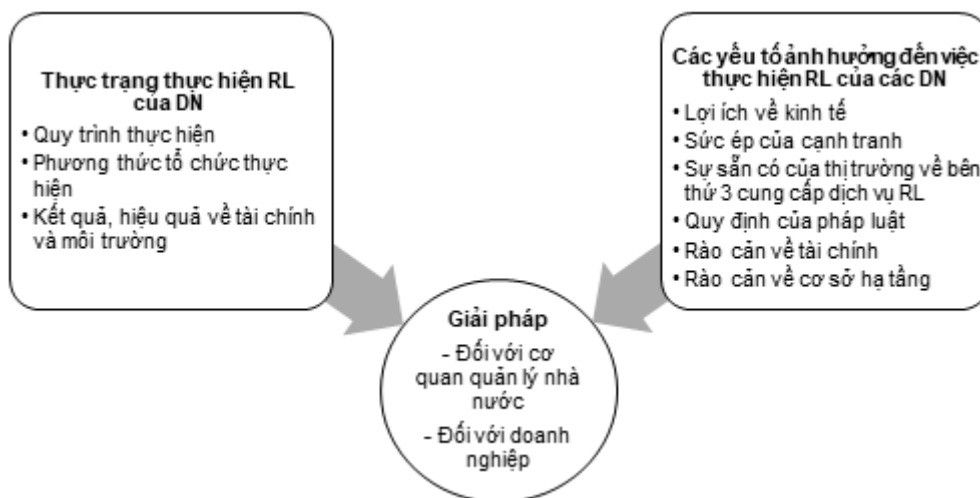 Thực trạng thực hiện RL
của DN
• Quy trình thực hiện
• Phương thức tổ chức thực
hiện
• Kết quả, hiệu quả về tài chính
và môi trường
Các yếu tố ảnh hưởng đến việc
thực hiện RL của các DN
• Lợi ích về kinh tế
• Sức ép của cạnh tranh
• Sự sẵn có của thị trường về bên
thứ 3 cung cấp dịch vụ RL
• Quy định của pháp luật
• Rào cản về tài chính
• Rào cản về cơ sở hạ tầng
Giải pháp
- Đối với cơ
quan quản lý nhà
nước
- Đối với doanh
nghiệp